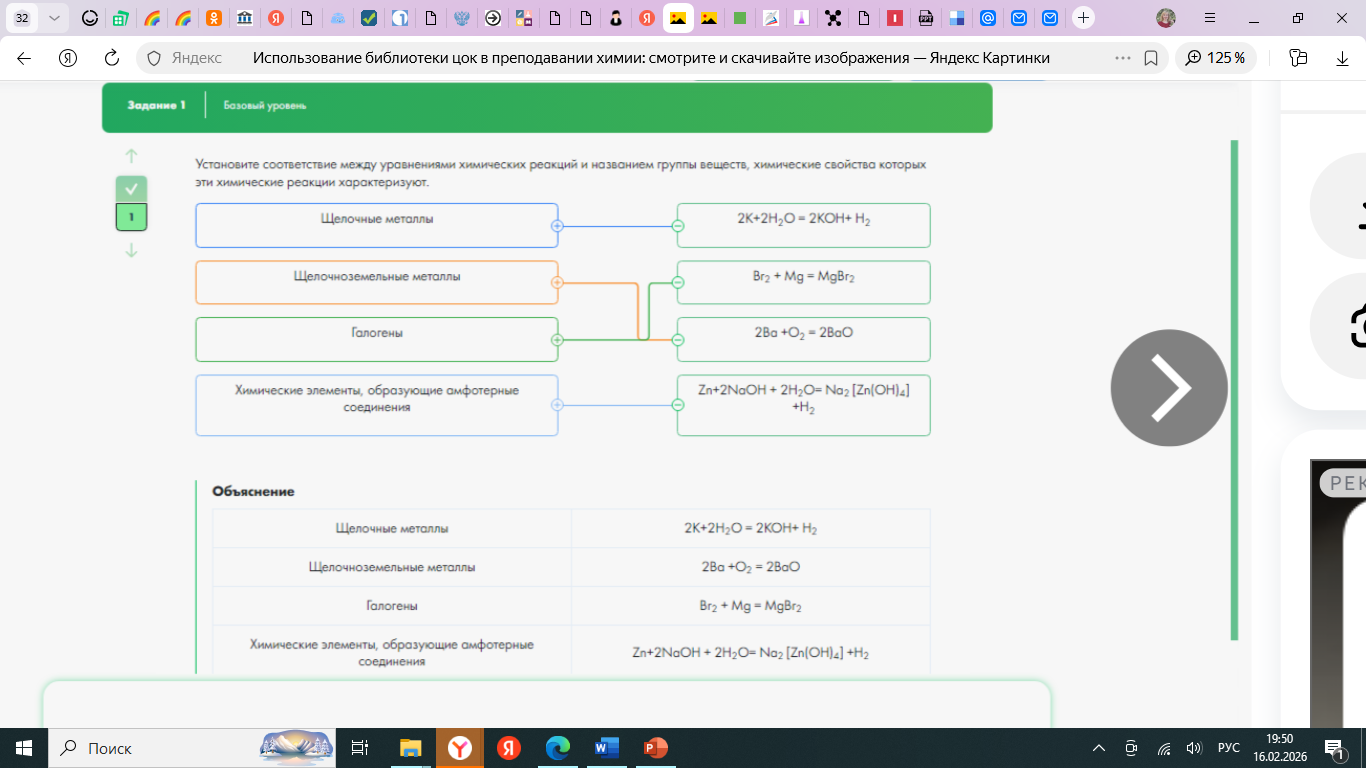 32
Яндекс
Использование библиотеки цок в преподавании химии: смотрите и скачивайте изображения — Яндекс Картинки
125 %
Задание 1
Базовый уровень
Установите соответствие между уравнениями химических реакций и названием группы веществ, химические свойства которых
эти химические реакции характеризуют.
1
Щелочные металлы
2K+2H₂O = 2KOH+ H₂
Щелочноземельные металлы
Br₂ + Mg = MgBr₂
Галогены
2Ba +O₂ = 2BaO
Химические элементы, образующие амфотерные
соединения
Zn+2NaOH + 2H₂O= Na₂ [Zn(OH)₄]
+H₂
Объяснение
Щелочные металлы
2K+2H₂O = 2KOH+ H₂
Щелочноземельные металлы
2Ba +O₂ = 2BaO
Галогены
Br₂ + Mg = MgBr₂
Химические элементы, образующие амфотерные
соединения
Zn+2NaOH + 2H₂O= Na₂ [Zn(OH)₄] +H₂
РЕК
Поиск
РУС
19:50
16.02.2026
1